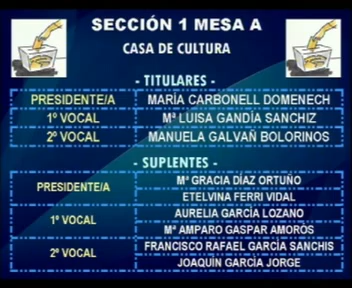 SECCIÓN 1 MESA A
CASA DE CULTURA
- TITULARES -
PRESIDENTE/A MARÍA CARBONELL DOMENECH
1º VOCAL Mª LUISA GANDÍA SANCHIZ
2º VOCAL MANUELA GALVAÑ BOLORINOS
- SUPLENTES -
PRESIDENTE/A Mª GRACIA DÍAZ ORTUÑO
ETELVINA FERRI VIDAL
1º VOCAL AURELIA GARCÍA LOZANO
Mª AMPARO GASPAR AMORÓS
2º VOCAL FRANCISCO RAFAEL GARCÍA SANCHIS
JOAQUÍN GARCÍA JORGE